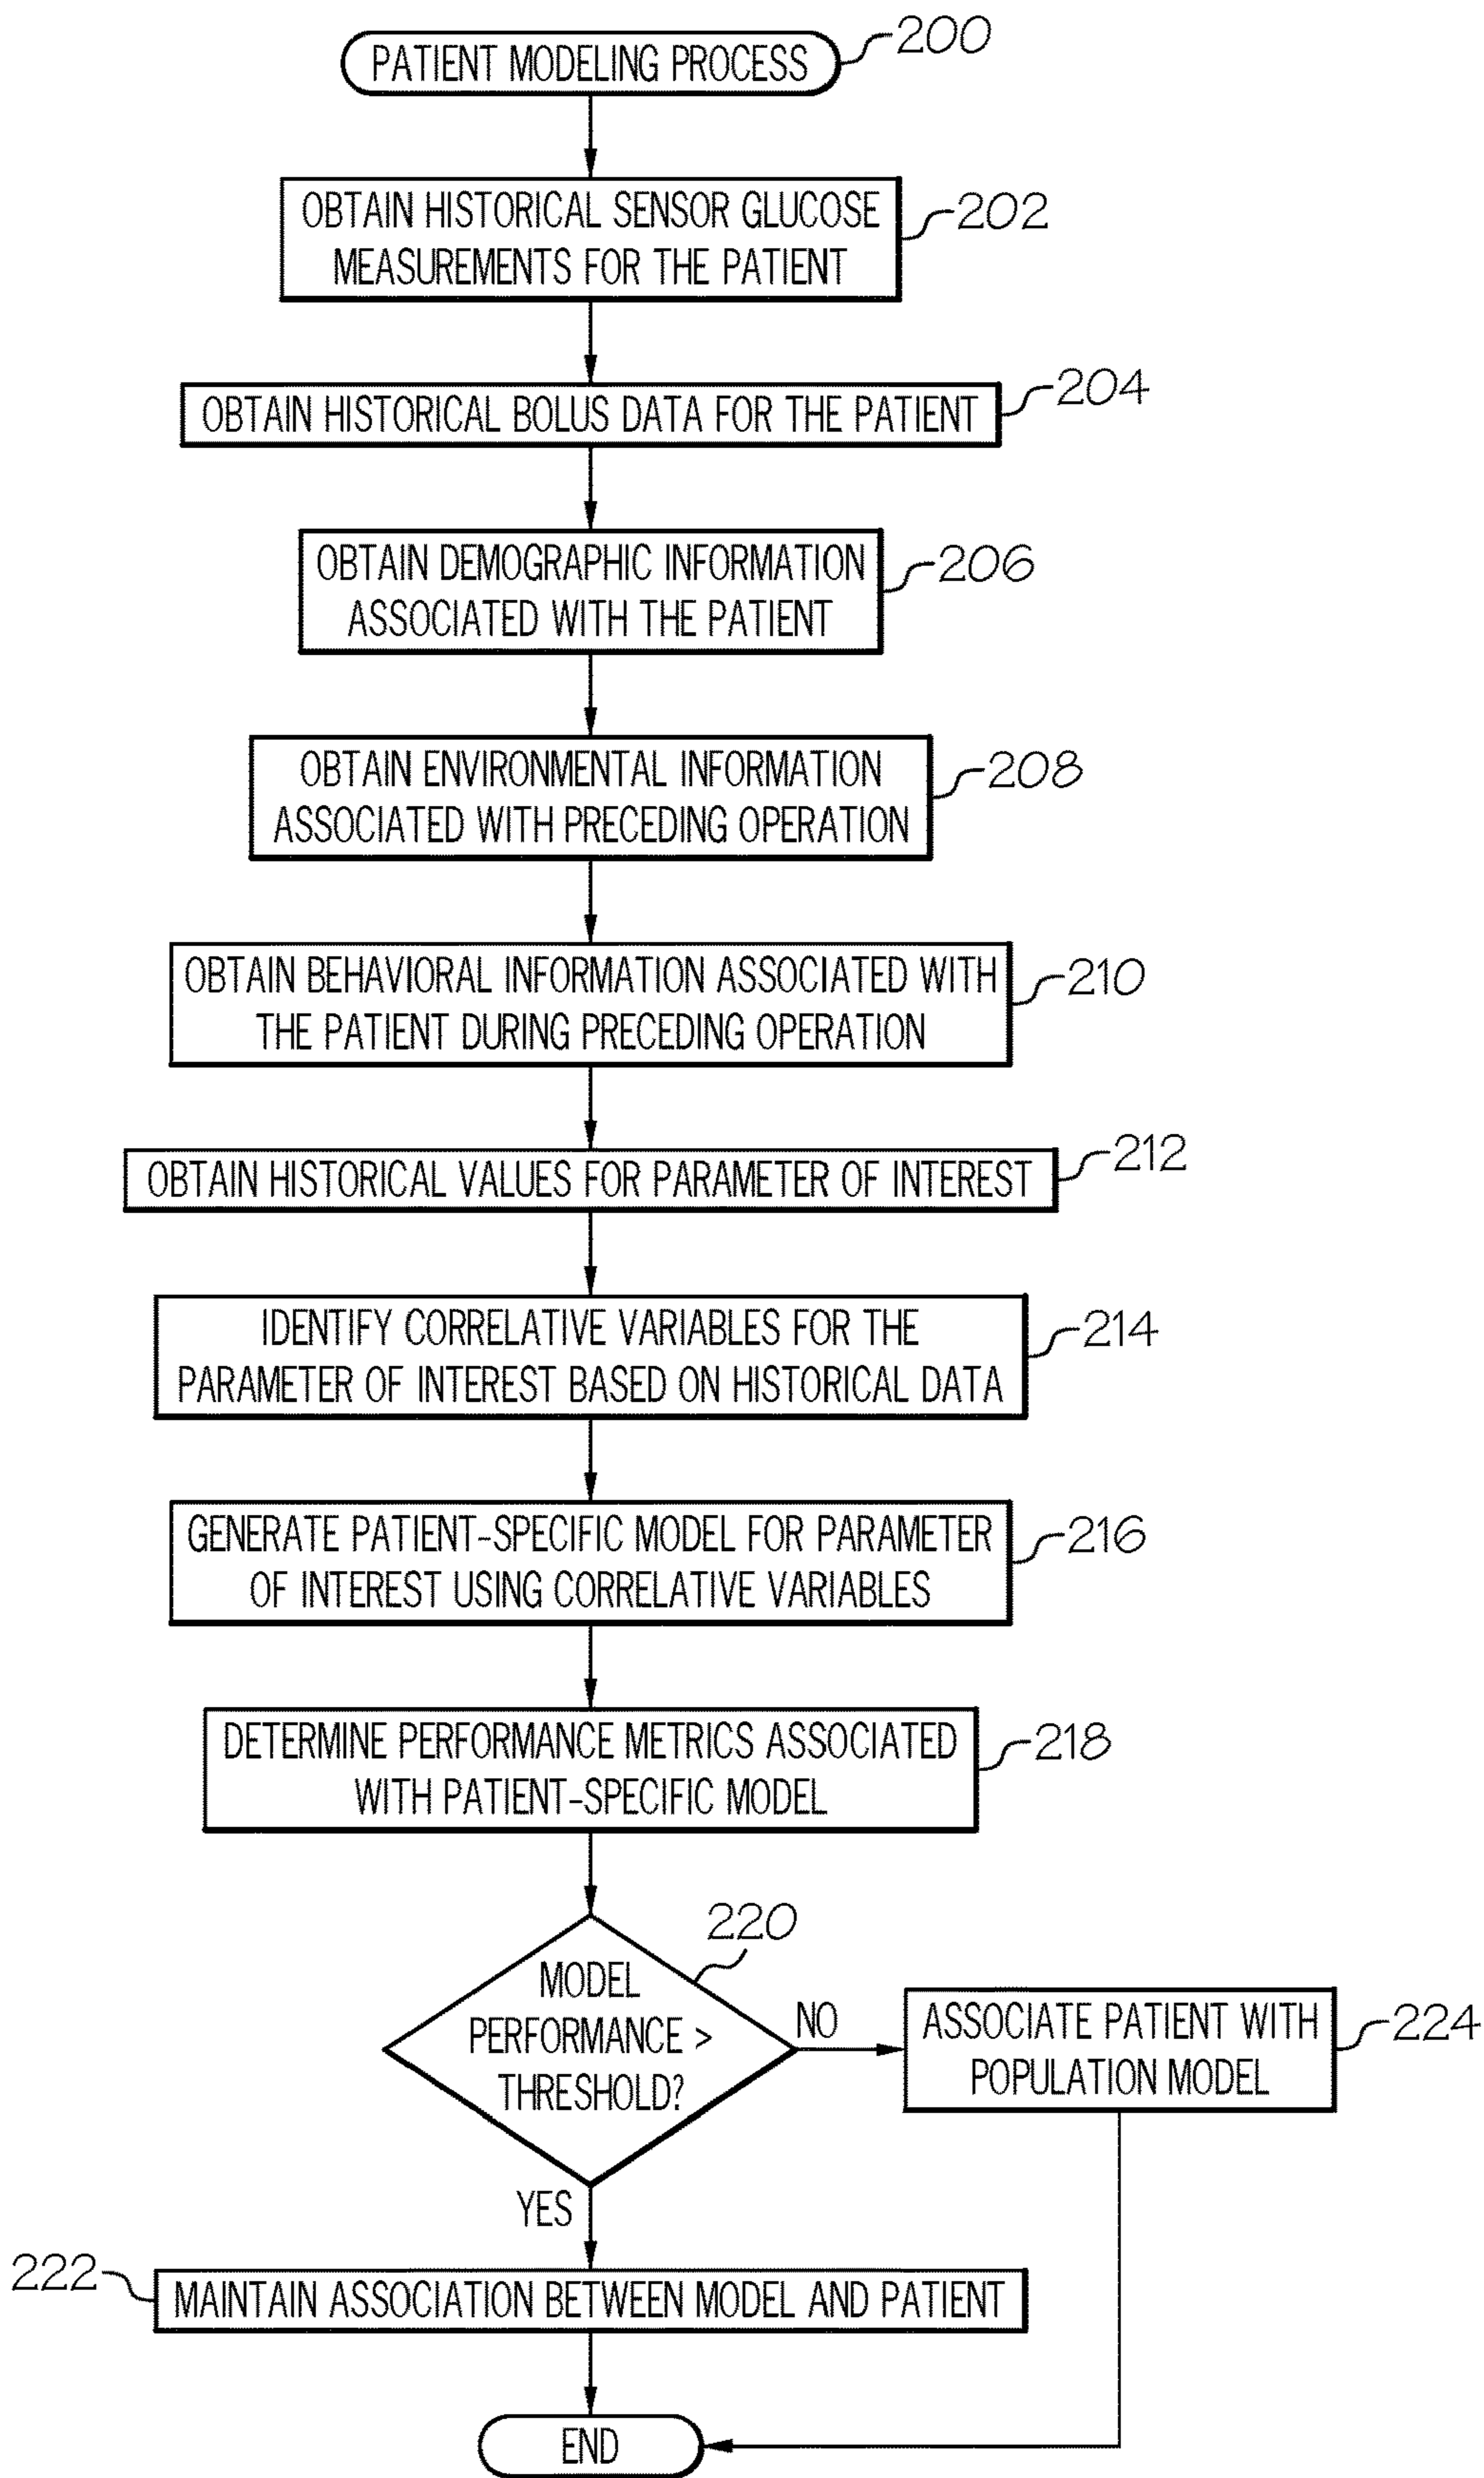 PATIENT MODELING PROCESS
200
OBTAIN HISTORICAL SENSOR GLUCOSE
MEASUREMENTS FOR THE PATIENT
202
OBTAIN HISTORICAL BOLUS DATA FOR THE PATIENT
204
OBTAIN DEMOGRAPHIC INFORMATION
ASSOCIATED WITH THE PATIENT
206
OBTAIN ENVIRONMENTAL INFORMATION
ASSOCIATED WITH PRECEDING OPERATION
208
OBTAIN BEHAVIORAL INFORMATION ASSOCIATED WITH
THE PATIENT DURING PRECEDING OPERATION
210
OBTAIN HISTORICAL VALUES FOR PARAMETER OF INTEREST
212
IDENTIFY CORRELATIVE VARIABLES FOR THE
PARAMETER OF INTEREST BASED ON HISTORICAL DATA
214
GENERATE PATIENT-SPECIFIC MODEL FOR PARAMETER
OF INTEREST USING CORRELATIVE VARIABLES
216
DETERMINE PERFORMANCE METRICS ASSOCIATED
WITH PATIENT-SPECIFIC MODEL
218
220
MODEL
PERFORMANCE >
THRESHOLD?
NO
ASSOCIATE PATIENT WITH
POPULATION MODEL
224
YES
222
MAINTAIN ASSOCIATION BETWEEN MODEL AND PATIENT
END